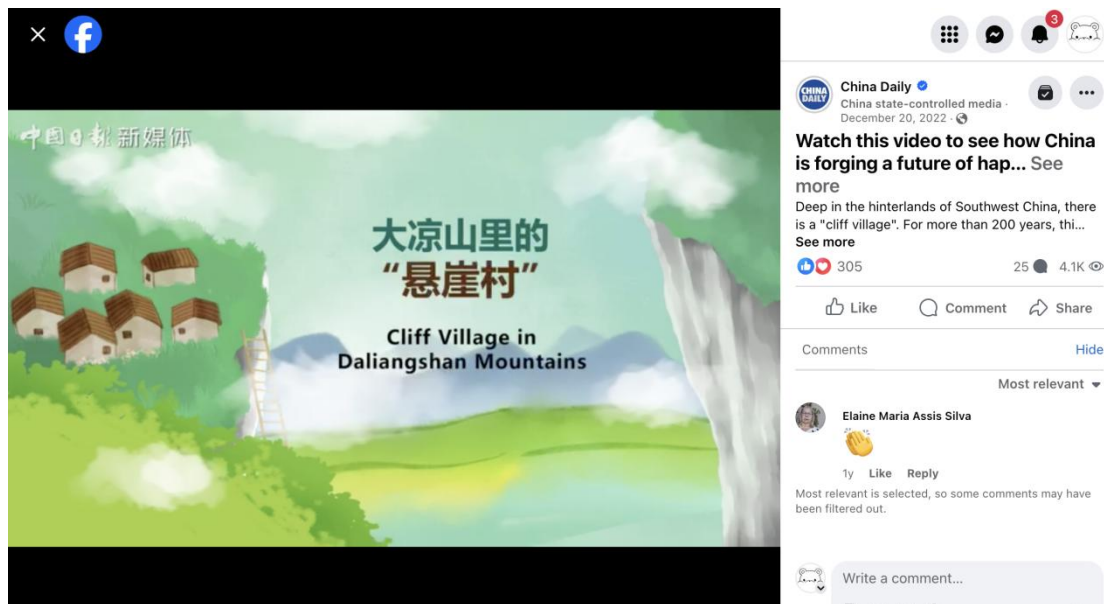 中国日报新媒体
大凉山里的
“悬崖村”
Cliff Village in
Daliangshan Mountains
3
CHINA
DAILY
China Daily
China state-controlled media ·
December 20, 2022 ·
Watch this video to see how China
is forging a future of hap... See
more
Deep in the hinterlands of Southwest China, there
is a "cliff village". For more than 200 years, thi...
See more
305
25
4.1K
Like
Comment
Share
Comments
Hide
Most relevant
Elaine Maria Assis Silva
1y Like Reply
Most relevant is selected, so some comments may have
been filtered out.
Write a comment...